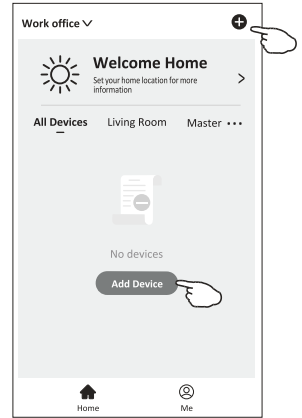 Work office
Welcome Home
Set your home location for more
information
All Devices Living Room Master
No devices
Add Device
Home Me